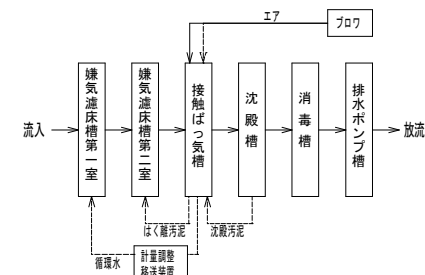 エア
ブロワ
流入
嫌気濾床槽第一室
嫌気濾床槽第二室
接触ばっ気槽
沈殿槽
消毒槽
排水ポンプ槽
放流
はく離汚泥
沈殿汚泥
循環水
計量調整
移送装置